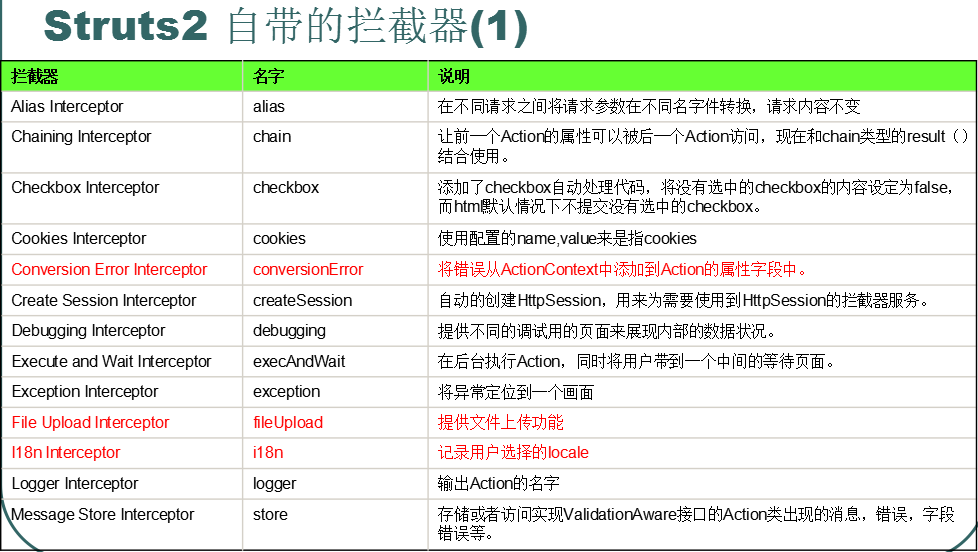 Struts2 自带的拦截器(1)
拦截器 名字 说明
Alias Interceptor alias 在不同请求之间将请求参数在不同名字件转换，请求内容不变
Chaining Interceptor chain 让前一个Action的属性可以被后一个Action访问，现在和chain类型的result（）
结合使用。
Checkbox Interceptor checkbox 添加了checkbox自动处理代码，将没有选中的checkbox的内容设定为false，
而html默认情况下不提交没有选中的checkbox。
Cookies Interceptor cookies 使用配置的name,value来是指cookies
Conversion Error Interceptor conversionError 将错误从ActionContext中添加到Action的属性字段中。
Create Session Interceptor createSession 自动的创建HttpSession，用来为需要使用到HttpSession的拦截器服务。
Debugging Interceptor debugging 提供不同的调试用的页面来展现内部的数据状况。
Execute and Wait Interceptor execAndWait 在后台执行Action，同时将用户带到一个中间的等待页面。
Exception Interceptor exception 将异常定位到一个画面
File Upload Interceptor fileUpload 提供文件上传功能
I18n Interceptor i18n 记录用户选择的locale
Logger Interceptor logger 输出Action的名字
Message Store Interceptor store 存储或者访问实现ValidationAware接口的Action类出现的消息，错误，字段
错误等。